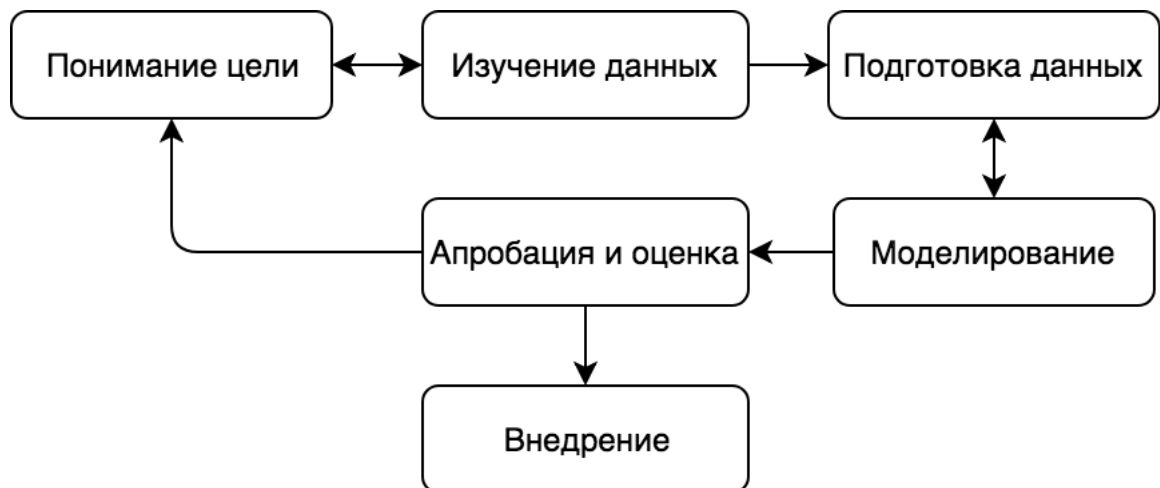 Понимание цели
Изучение данных
Подготовка данных
Апробация и оценка
Моделирование
Внедрение